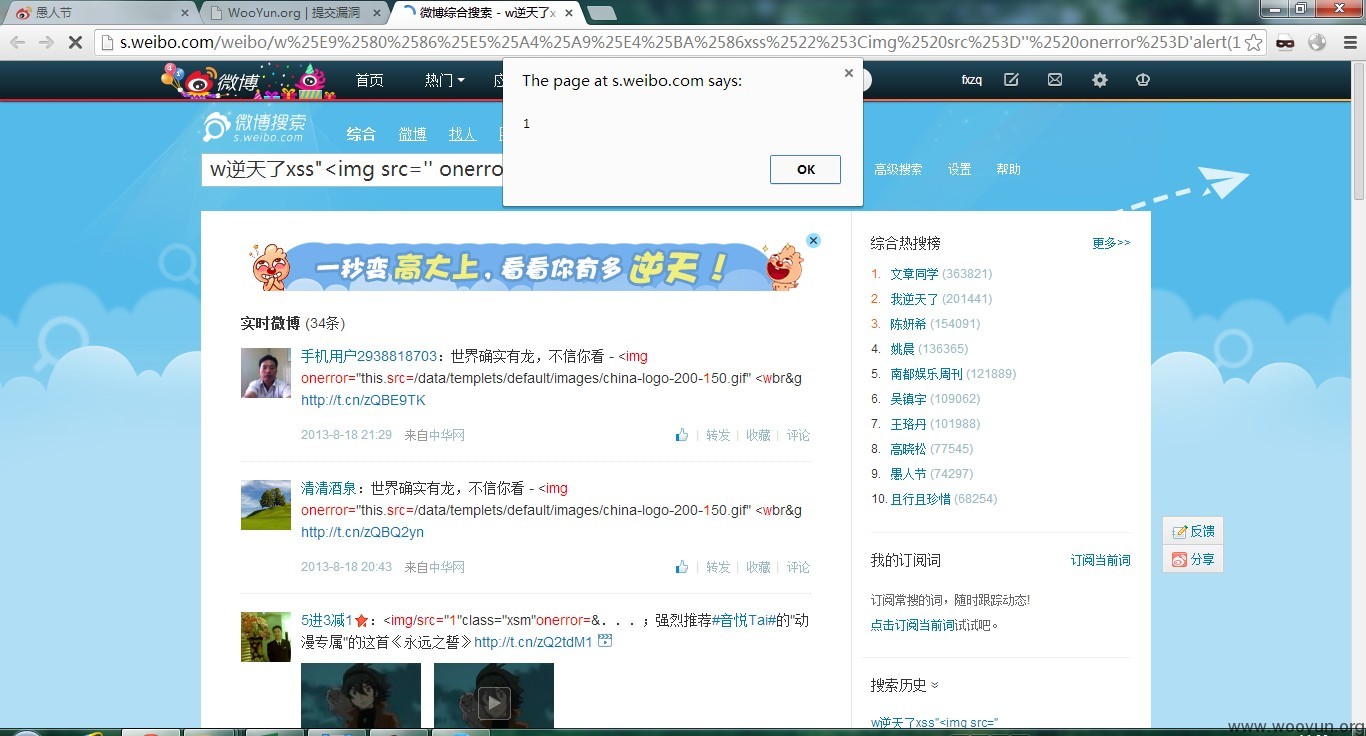 愚人节
WooYun.org | 提交漏洞
微博综合搜索 - w逆天了x
s.weibo.com/weibo/w%25E9%2580%2586%25E5%25A4%25A9%25E4%25BA%2586xss%2522%253Cimg%2520src%253D''%2520onerror%253D'alert(1
微博
首页
热门
fxzq
The page at s.weibo.com says:
1
OK
微博搜索
s.weibo.com
综合
微博
找人
w逆天了xss"<img src='' onerro
高级搜索
设置
帮助
一秒变高大上，看看你有多逆天！
实时微博 (34条)
手机用户2938818703：世界确实有龙，不信你看 - <img
onerror="this.src=/data/templets/default/images/china-logo-200-150.gif" <wbr&g
http://t.cn/zQBE9TK
2013-8-18 21:29 来自中华网
转发 | 收藏 | 评论
清清酒泉：世界确实有龙，不信你看 - <img
onerror="this.src=/data/templets/default/images/china-logo-200-150.gif" <wbr&g
http://t.cn/zQBQ2yn
2013-8-18 20:43 来自中华网
转发 | 收藏 | 评论
5进3减1：<img/src="1"class="xsm"onerror=&．．．；强烈推荐#音悦Tai#的"动
漫专属"的这首《永远之誓》http://t.cn/zQ2tdM1
综合热搜榜
更多>>
1. 文章同学 (363821)
2. 我逆天了 (201441)
3. 陈妍希 (154091)
4. 姚晨 (136365)
5. 南都娱乐周刊 (121889)
6. 吴镇宇 (109062)
7. 王珞丹 (101988)
8. 高晓松 (77545)
9. 愚人节 (74297)
10. 且行且珍惜 (68254)
我的订阅词
订阅当前词
订阅常搜的词，随时跟踪动态!
点击订阅当前词试试吧。
搜索历史
w逆天了xss"<img src=''
反馈
分享
www.wooyun.org